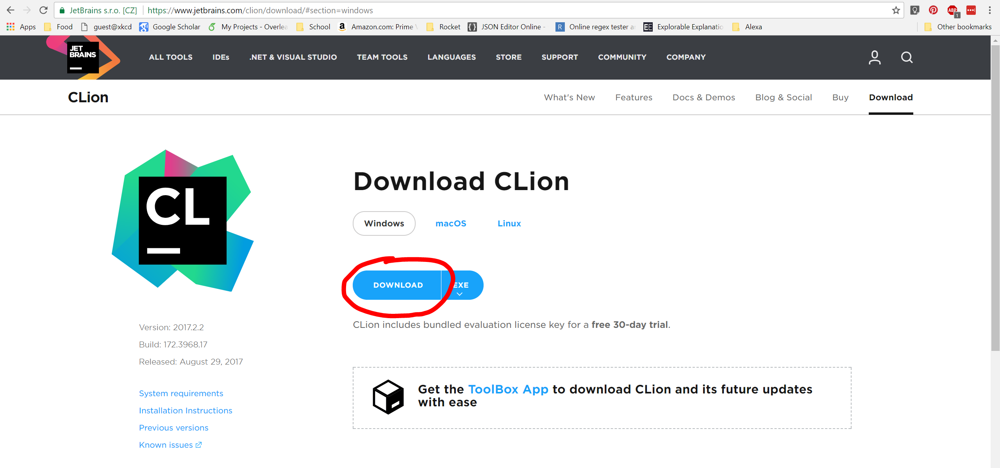 JetBrains s.r.o. [CZ] https://www.jetbrains.com/clion/download/#section=windows ABP 1
Apps Food guest@xkcd Google Scholar My Projects - Overlea School Amazon.com: Prime V Rocket JSON Editor Online - R Online regex tester a EE Explorable Explanatio Alexa Other bookmarks
JET
BRAINS
ALL TOOLS IDEs .NET & VISUAL STUDIO TEAM TOOLS LANGUAGES STORE SUPPORT COMMUNITY COMPANY
CLion What's New Features Docs & Demos Blog & Social Buy Download
CL
Download CLion
Windows macOS Linux
DOWNLOAD EXE
CLion includes bundled evaluation license key for a free 30-day trial.
Version: 2017.2.2
Build: 172.3968.17
Released: August 29, 2017
System requirements
Installation Instructions
Previous versions
Known issues
Get the ToolBox App to download CLion and its future updates
with ease